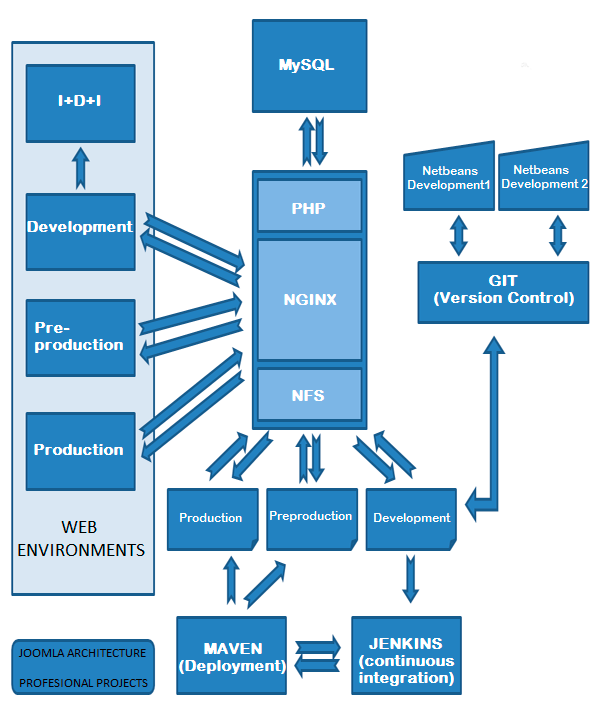 MySQL
I+D+I
Development
Pre-
production
Production
WEB
ENVIRONMENTS
PHP
NGINX
NFS
Netbeans
Development1
Netbeans
Development 2
GIT
(Version Control)
Production
Preproduction
Development
MAVEN
(Deployment)
JENKINS
(continuous
integration)
JOOMLA ARCHITECTURE
PROFESIONAL PROJECTS